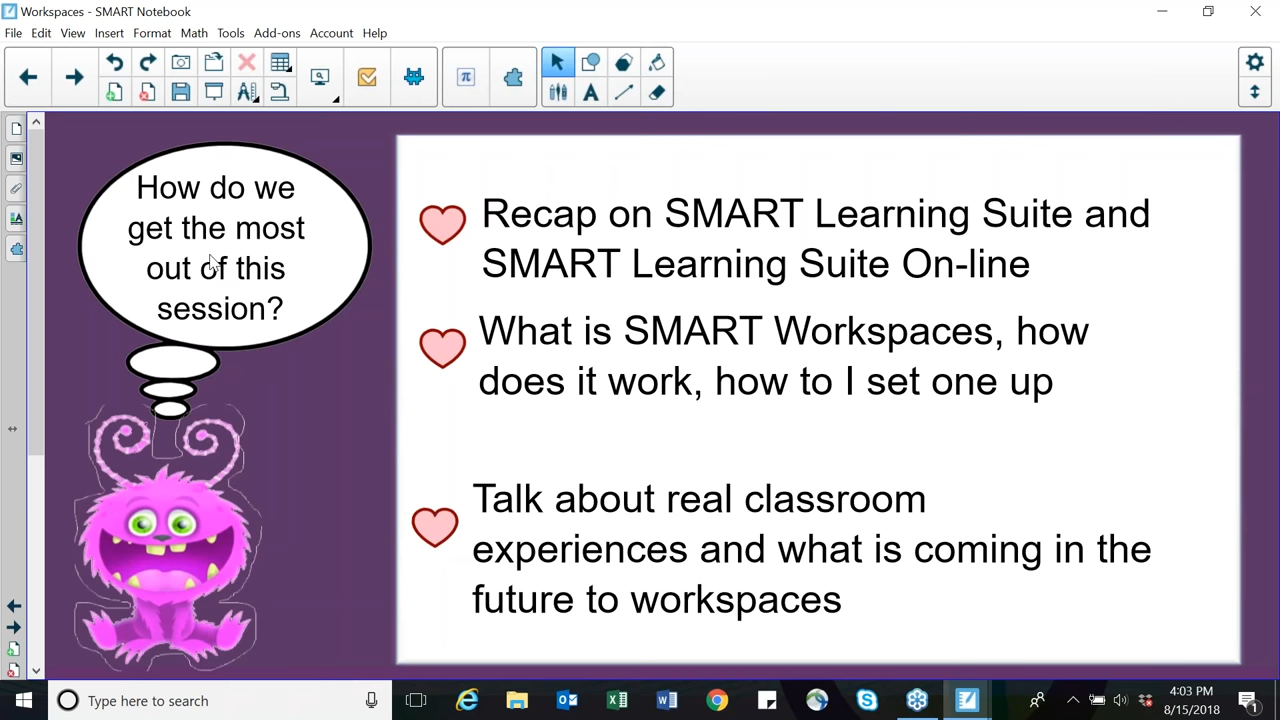 Workspaces - SMART Notebook
File Edit View Insert Format Math Tools Add-ons Account Help
How do we
get the most
out of this
session?
Recap on SMART Learning Suite and
SMART Learning Suite On-line
What is SMART Workspaces, how
does it work, how to I set one up
Talk about real classroom
experiences and what is coming in the
future to workspaces
Type here to search
4:03 PM
8/15/2018
1